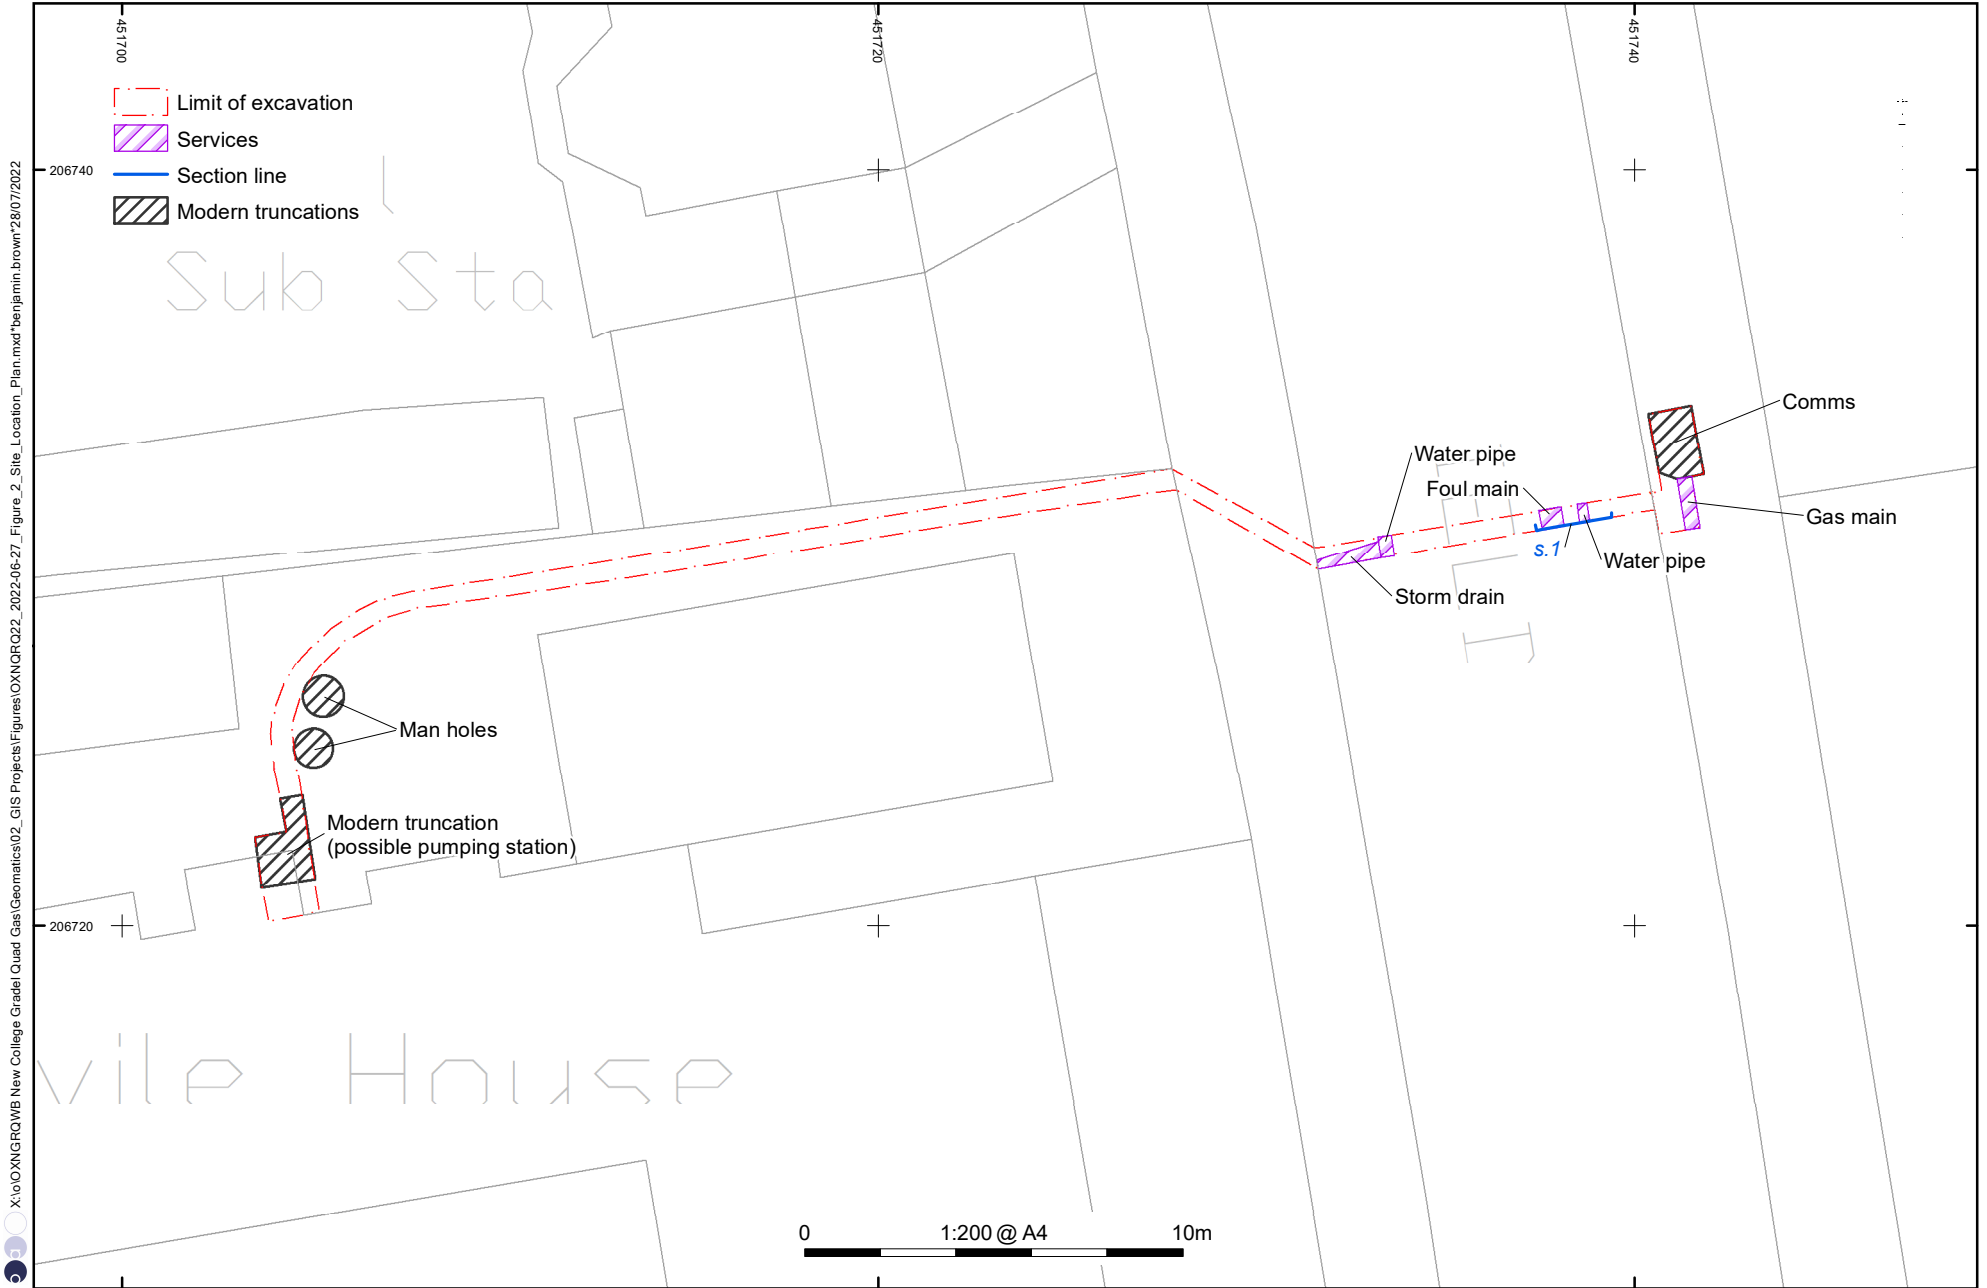 451700
451720
451740
Limit of excavation
Services
206740
Section line
Modern truncations
Sub Sta
Comms
Water pipe
Foul main
Gas main
s.1
Water pipe
Storm drain
Man holes
Modern truncation
(possible pumping station)
206720
vile House
0 1:200 @ A4 10m
X:\o\OXNGRQWB New College Gradel Quad Gas\Geomatics\02_GIS Projects\Figures\OXNQRQ22_2022-06-27_Figure_2_Site_Location_Plan.mxd*benjamin.brown*28/07/2022